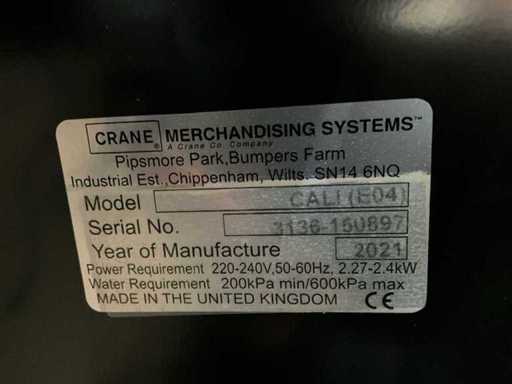 CRANE® MERCHANDISING SYSTEMS™
A Crane Co. Company
Pipsmore Park,Bumpers Farm
Industrial Est.,Chippenham, Wilts. SN14 6NQ
Model CALI (E04)
Serial No. 3136-150897
Year of Manufacture 2021
Power Requirement 220-240V,50-60Hz, 2.27-2.4kW
Water Requirement 200kPa min/600kPa max
MADE IN THE UNITED KINGDOM CE